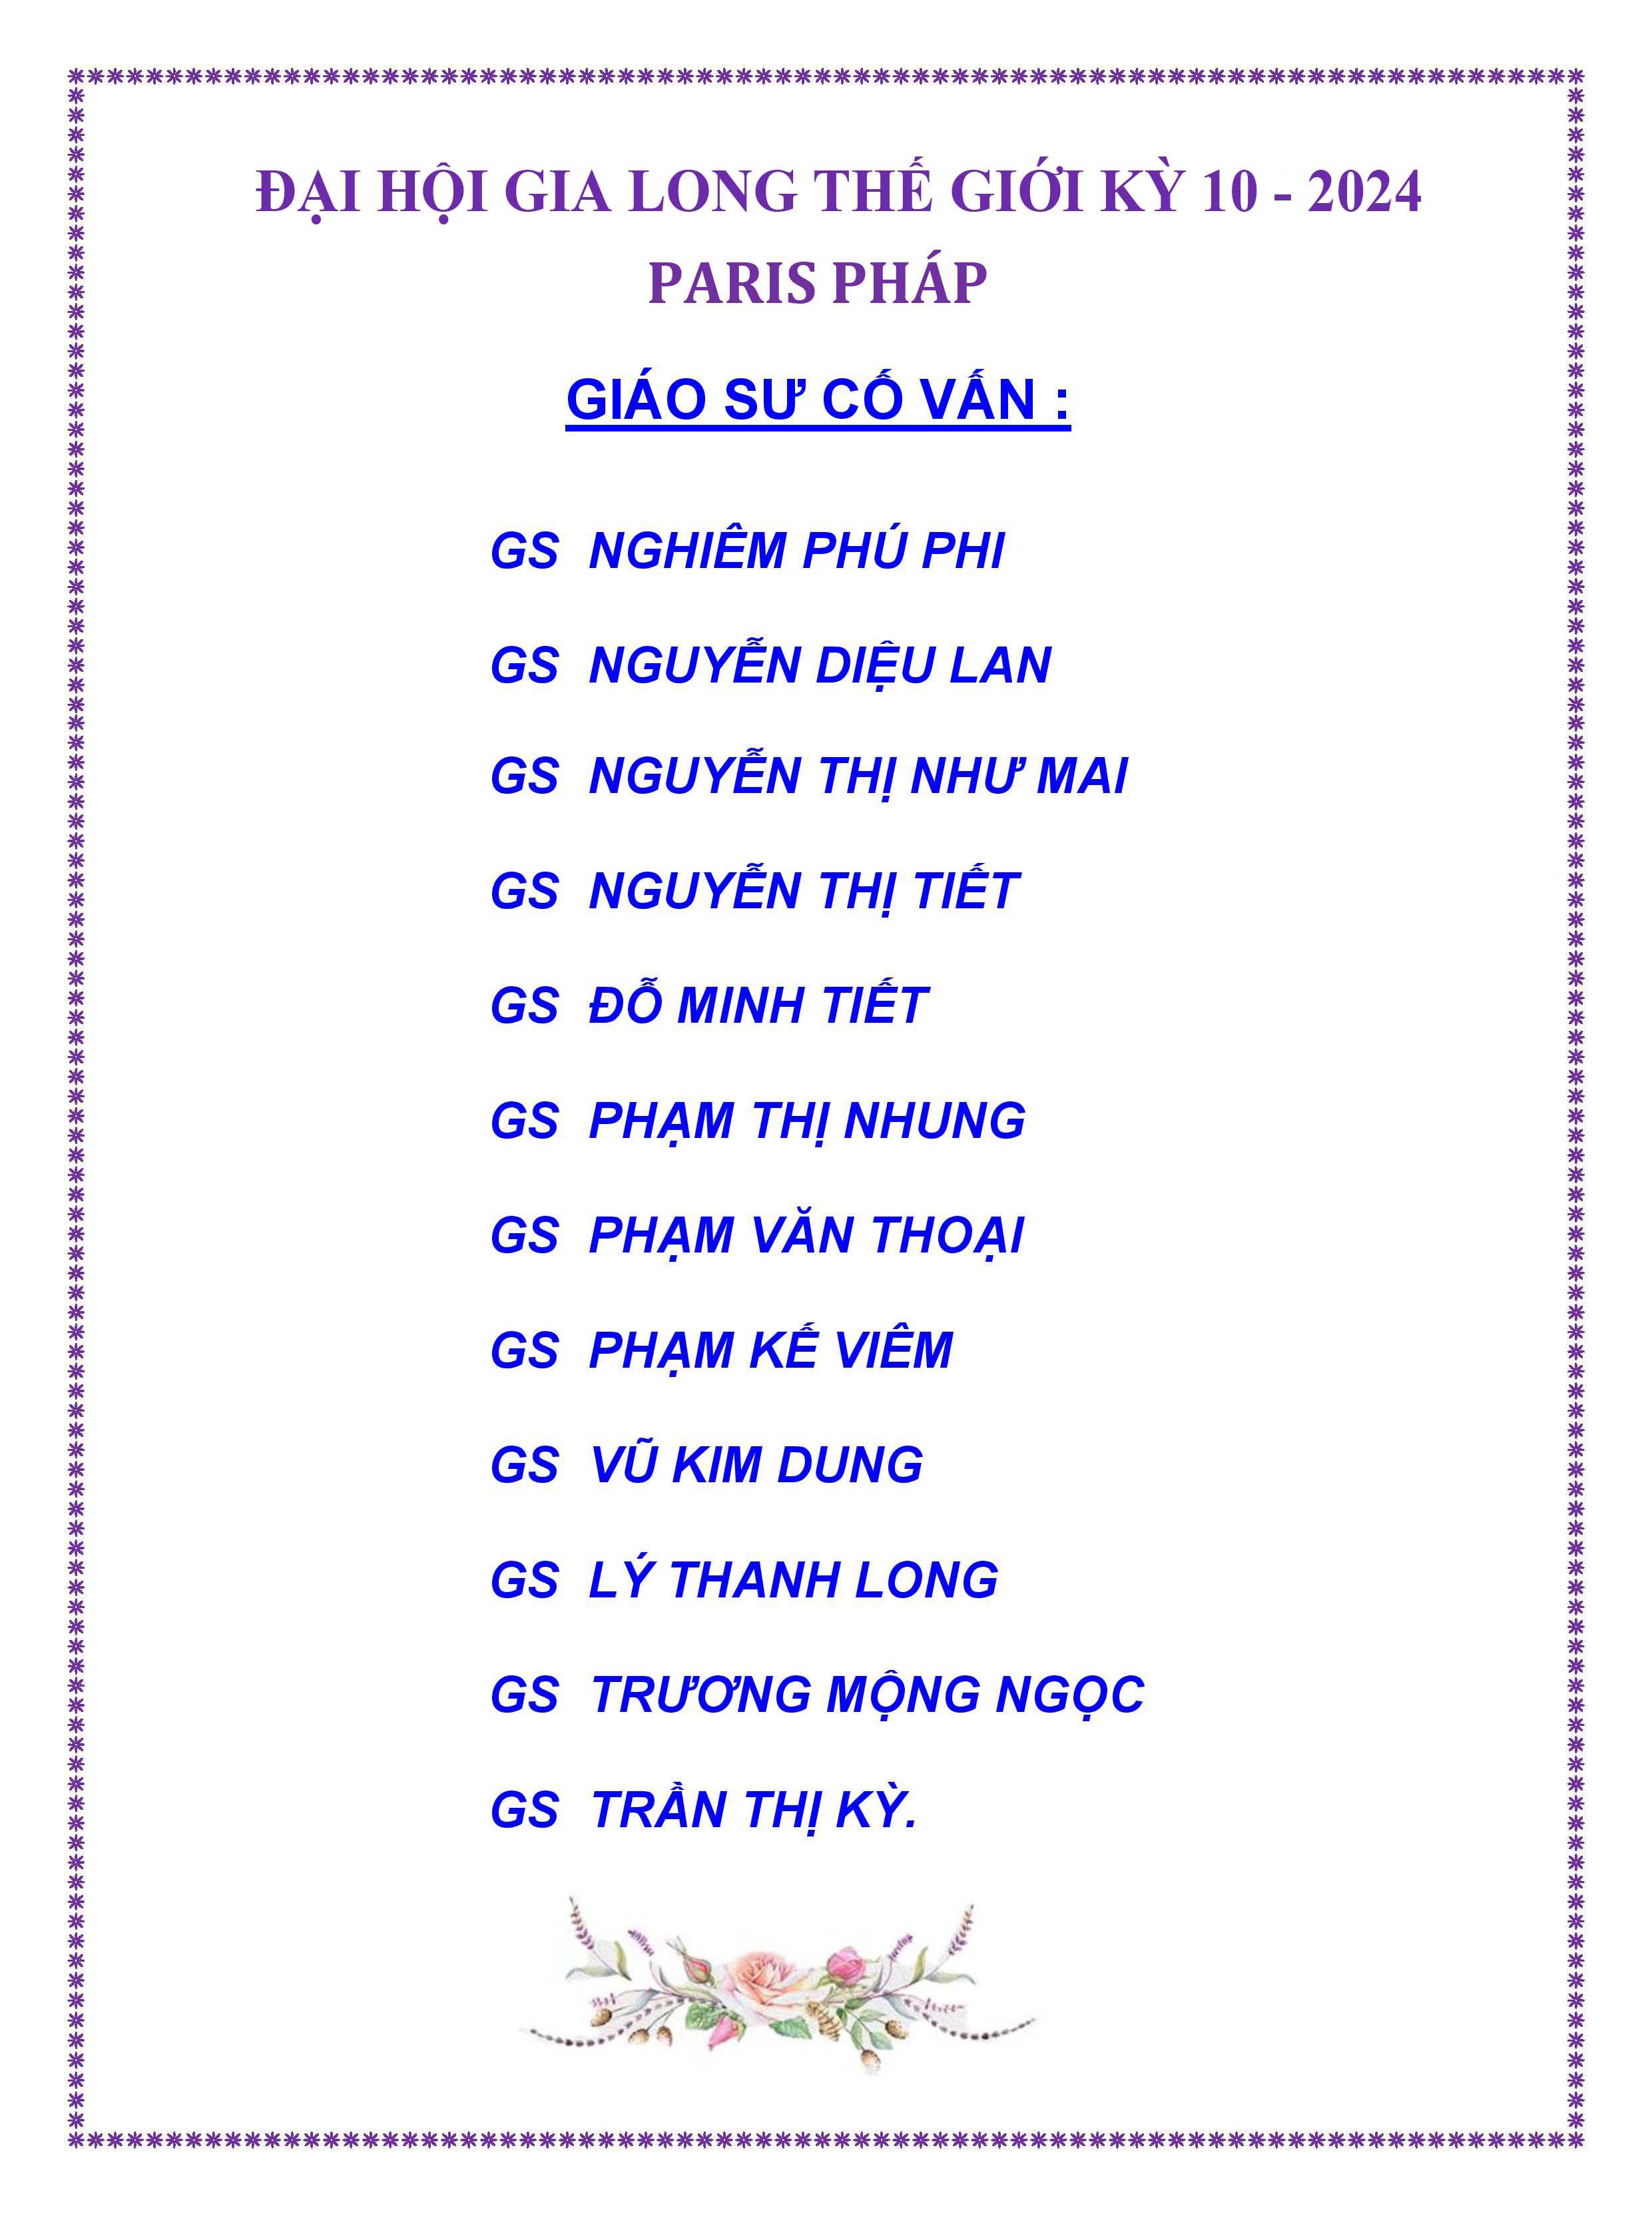 ĐẠI HỘI GIA LONG THẾ GIỚI KỲ 10 - 2024
PARIS PHÁP
GIÁO SƯ CỐ VẤN :
GS NGHIÊM PHÚ PHI
GS NGUYỄN DIỆU LAN
GS NGUYỄN THỊ NHƯ MAI
GS NGUYỄN THỊ TIẾT
GS ĐỖ MINH TIẾT
GS PHẠM THỊ NHUNG
GS PHẠM VĂN THOẠI
GS PHẠM KẾ VIÊM
GS VŨ KIM DUNG
GS LÝ THANH LONG
GS TRƯƠNG MỘNG NGỌC
GS TRẦN THỊ KỲ.